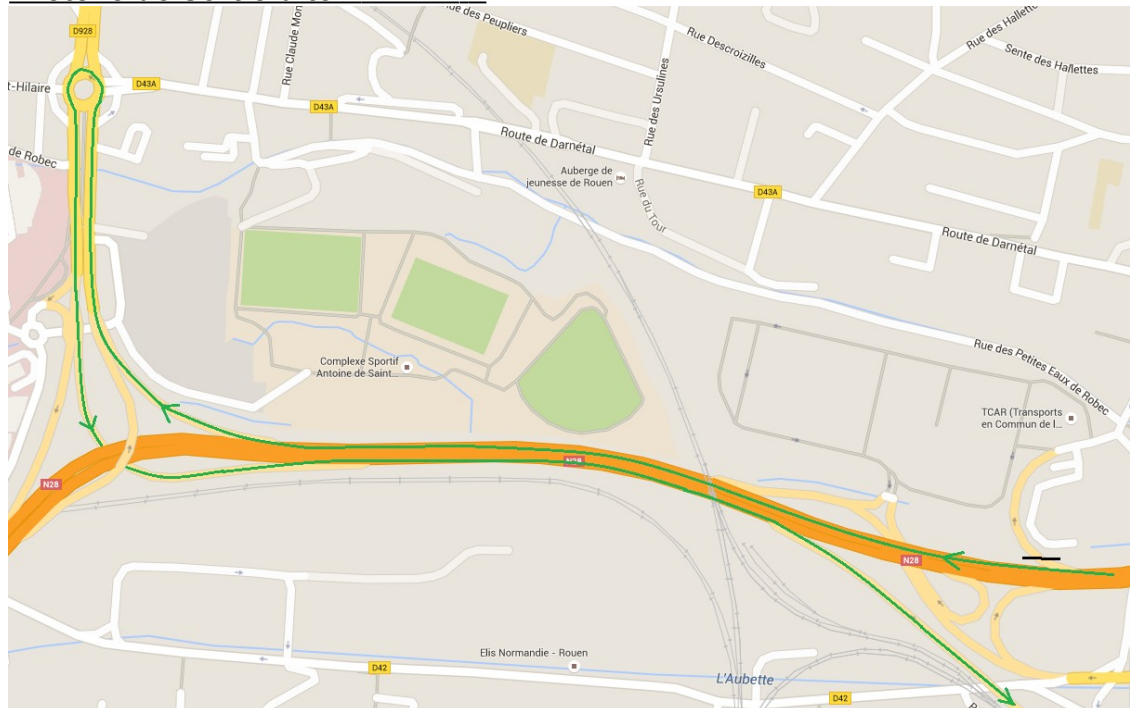 D928
Rue des Peupliers
Rue Claude Mon
Rue Descroizilles
Rue des Hallettes
Sente des Hallettes
t-Hilaire
D43A
D43A
Rue des Ursulines
Route de Darnétal
de Robec
Auberge de
jeunesse de Rouen
Rue du Tour
D43A
Route de Darnétal
Complexe Sportif
Antoine de Saint...
Rue des Petites Eaux de Robec
TCAR (Transports
en Commun de l...
N28
N28
N28
Elis Normandie - Rouen
D42
L'Aubette
D42